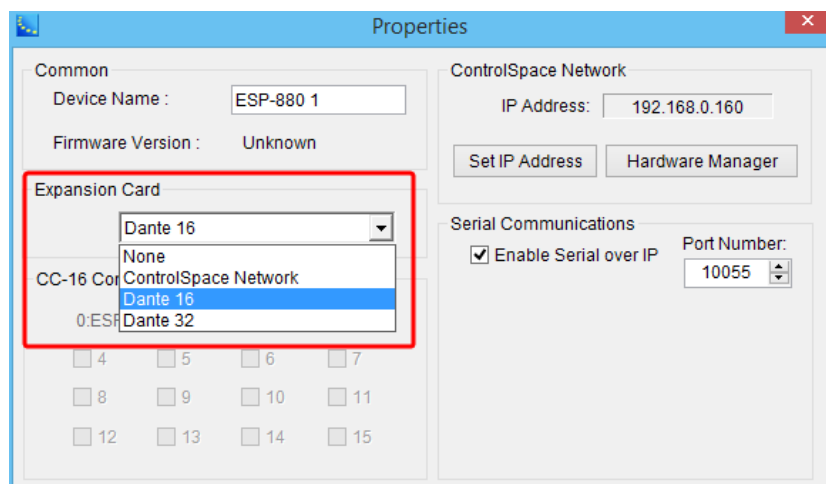 Properties
Common
Device Name :
ESP-880 1
Firmware Version :
Unknown
Expansion Card
Dante 16
None
ControlSpace Network
Dante 16
Dante 32
CC-16
0:ESP
4 5 6 7
8 9 10 11
12 13 14 15
ControlSpace Network
IP Address:
192.168.0.160
Set IP Address
Hardware Manager
Serial Communications
Enable Serial over IP
Port Number:
10055